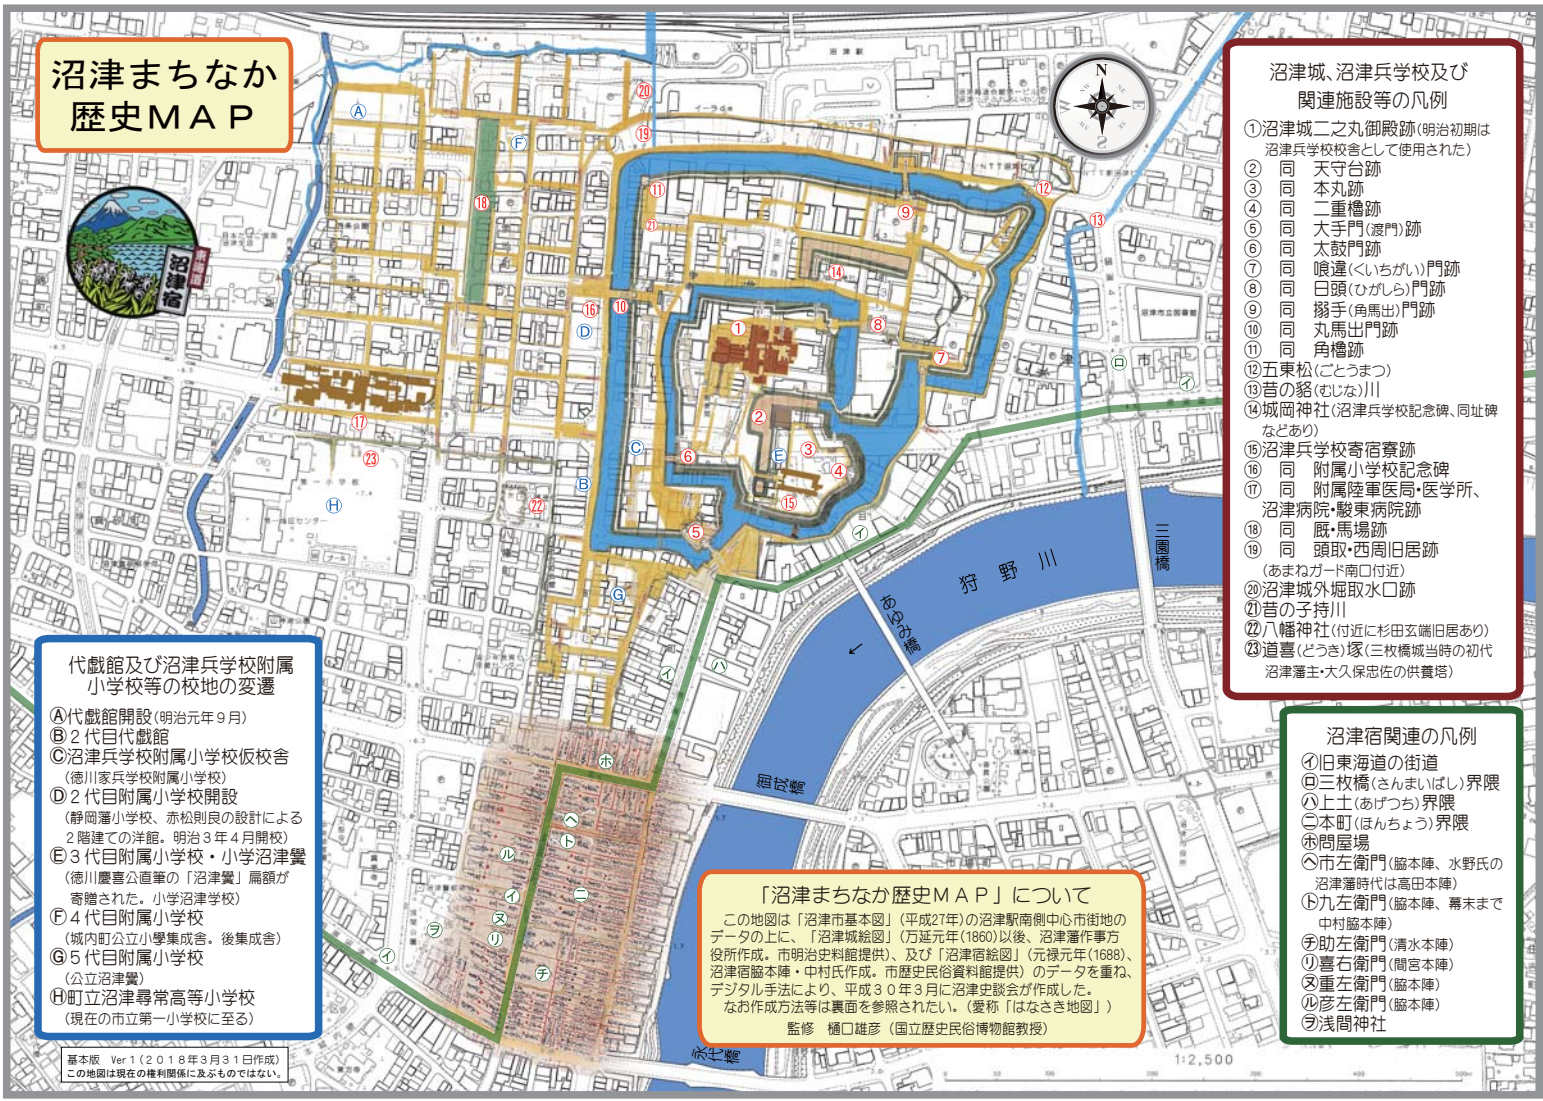 沼津まちなか
歴史MAP
東海道
沼津宿
N
沼津駅
イーラde
沼津市立図書館
第一小学校
第一地区センター
プール
三園橋
狩野川
あゆみ橋
御成橋
永代橋
沼津城、沼津兵学校及び
関連施設等の凡例
①沼津城二之丸御殿跡(明治初期は
沼津兵学校校舎として使用された)
② 同 天守台跡
③ 同 本丸跡
④ 同 二重櫓跡
⑤ 同 大手門(渡門)跡
⑥ 同 太鼓門跡
⑦ 同 喰違(くいちがい)門跡
⑧ 同 日頭(ひがしら)門跡
⑨ 同 搦手(角馬出)門跡
⑩ 同 丸馬出門跡
⑪ 同 角櫓跡
⑫五東松(ごとうまつ)
⑬昔の貉(むじな)川
⑭城岡神社(沼津兵学校記念碑、同址碑
などあり)
⑮沼津兵学校寄宿寮跡
⑯ 同 附属小学校記念碑
⑰ 同 附属陸軍医局・医学所、
沼津病院・駿東病院跡
⑱ 同 厩・馬場跡
⑲ 同 頭取・西周旧居跡
(あまねガード南口付近)
⑳沼津城外堀取水口跡
㉑昔の子持川
㉒八幡神社(付近に杉田玄端旧居あり)
㉓道喜(どうき)塚(三枚橋城当時の初代
沼津藩主・大久保忠佐の供養塔)
代戯館及び沼津兵学校附属
小学校等の校地の変遷
Ⓐ代戯館開設(明治元年9月)
Ⓑ2代目代戯館
Ⓒ沼津兵学校附属小学校仮校舎
(徳川家兵学校附属小学校)
Ⓓ2代目附属小学校開設
(静岡藩小学校、赤松則良の設計による
2階建ての洋館。明治3年4月開校)
Ⓔ3代目附属小学校・小学沼津黌
(徳川慶喜公直筆の「沼津黌」扁額が
寄贈された。小学沼津学校)
Ⓕ4代目附属小学校
(城内町公立小學集成舎。後集成舎)
Ⓖ5代目附属小学校
(公立沼津黌)
Ⓗ町立沼津尋常高等小学校
(現在の市立第一小学校に至る)
沼津宿関連の凡例
㋑旧東海道の街道
㋺三枚橋(さんまいばし)界隈
㋩上土(あげつち)界隈
㊁本町(ほんちょう)界隈
㋭問屋場
㋬市左衛門(脇本陣、水野氏の
沼津藩時代は高田本陣)
㋣九左衛門(脇本陣、幕末まで
中村脇本陣)
㋠助左衛門(清水本陣)
㋷喜右衛門(間宮本陣)
㋦重左衛門(脇本陣)
㋸彦左衛門(脇本陣)
㋾浅間神社
「沼津まちなか歴史MAP」について
この地図は「沼津市基本図」(平成27年)の沼津駅南側中心市街地の
データの上に、「沼津城絵図」(万延元年(1860)以後、沼津藩作事方
役所作成。市明治史料館提供)、及び「沼津宿絵図」(元禄元年(1688)、
沼津宿脇本陣・中村氏作成。市歴史民俗資料館提供)のデータを重ね、
デジタル手法により、平成30年3月に沼津史談会が作成した。
なお作成方法等は裏面を参照されたい。(愛称「はなさき地図」)
監修 樋口雄彦(国立歴史民俗博物館教授)
基本版 Ver1(2018年3月31日作成)
この地図は現在の権利関係に及ぶものではない。
1:2,500